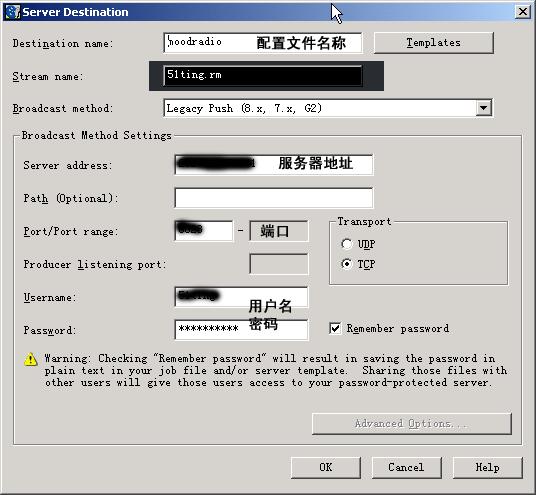 Server Destination
Destination name: hoodradio 配置文件名称 Templates
Stream name: 51ting.rm
Broadcast method: Legacy Push (8.x, 7.x, G2)
Broadcast Method Settings
Server address: 服务器地址
Path (Optional):
Port/Port range: - 端口
Transport
UDP
Producer listening port:
TCP
Username:
用户名
密码
Password: ********** Remember password
Warning: Checking "Remember password" will result in saving the password in
plain text in your job file and/or server template. Sharing those files with
other users will give those users access to your password-protected server.
Advanced Options...
OK Cancel Help